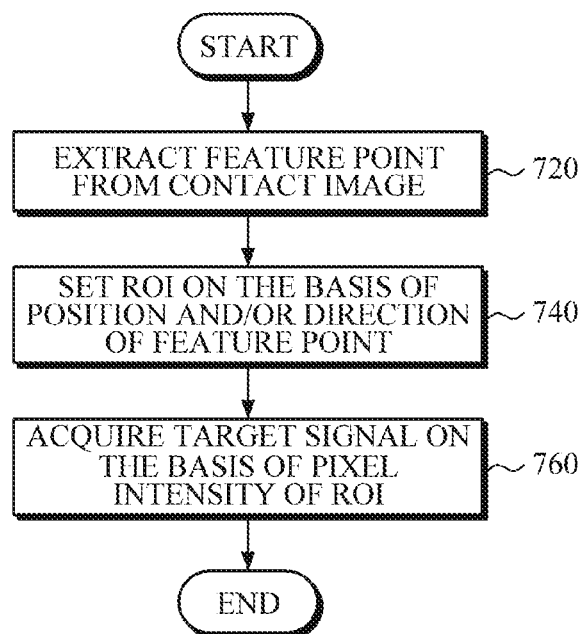 START
EXTRACT FEATURE POINT
FROM CONTACT IMAGE
720
SET ROI ON THE BASIS OF
POSITION AND/OR DIRECTION
OF FEATURE POINT
740
ACQUIRE TARGET SIGNAL ON
THE BASIS OF PIXEL
INTENSITY OF ROI
760
END